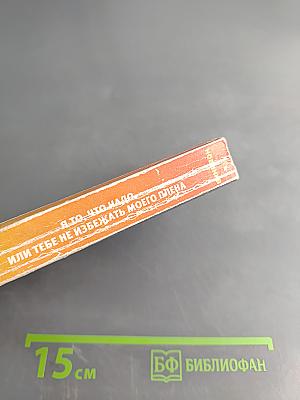 Я ТО, ЧТО НАДО,
ИЛИ ТЕБЕ НЕ ИЗБЕЖАТЬ МОЕГО ПЛЕНА
15 см
БФ БИБЛИОФАН